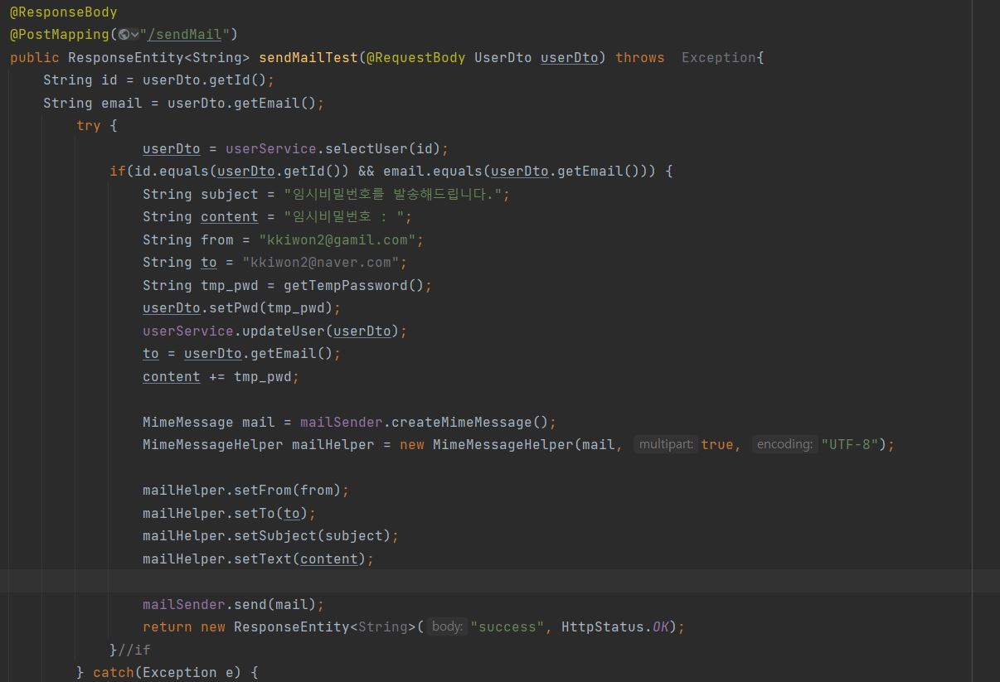 @ResponseBody
@PostMapping("/sendMail")
public ResponseEntity<String> sendMailTest(@RequestBody UserDto userDto) throws Exception{
String id = userDto.getId();
String email = userDto.getEmail();
try {
userDto = userService.selectUser(id);
if(id.equals(userDto.getId()) && email.equals(userDto.getEmail())) {
String subject = "임시비밀번호를 발송해드립니다.";
String content = "임시비밀번호 : ";
String from = "kkiwon2@gamil.com";
String to = "kkiwon2@naver.com";
String tmp_pwd = getTempPassword();
userDto.setPwd(tmp_pwd);
userService.updateUser(userDto);
to = userDto.getEmail();
content += tmp_pwd;
MimeMessage mail = mailSender.createMimeMessage();
MimeMessageHelper mailHelper = new MimeMessageHelper(mail, multipart: true, encoding: "UTF-8");
mailHelper.setFrom(from);
mailHelper.setTo(to);
mailHelper.setSubject(subject);
mailHelper.setText(content);
mailSender.send(mail);
return new ResponseEntity<String>( body: "success", HttpStatus.OK);
}//if
} catch(Exception e) {